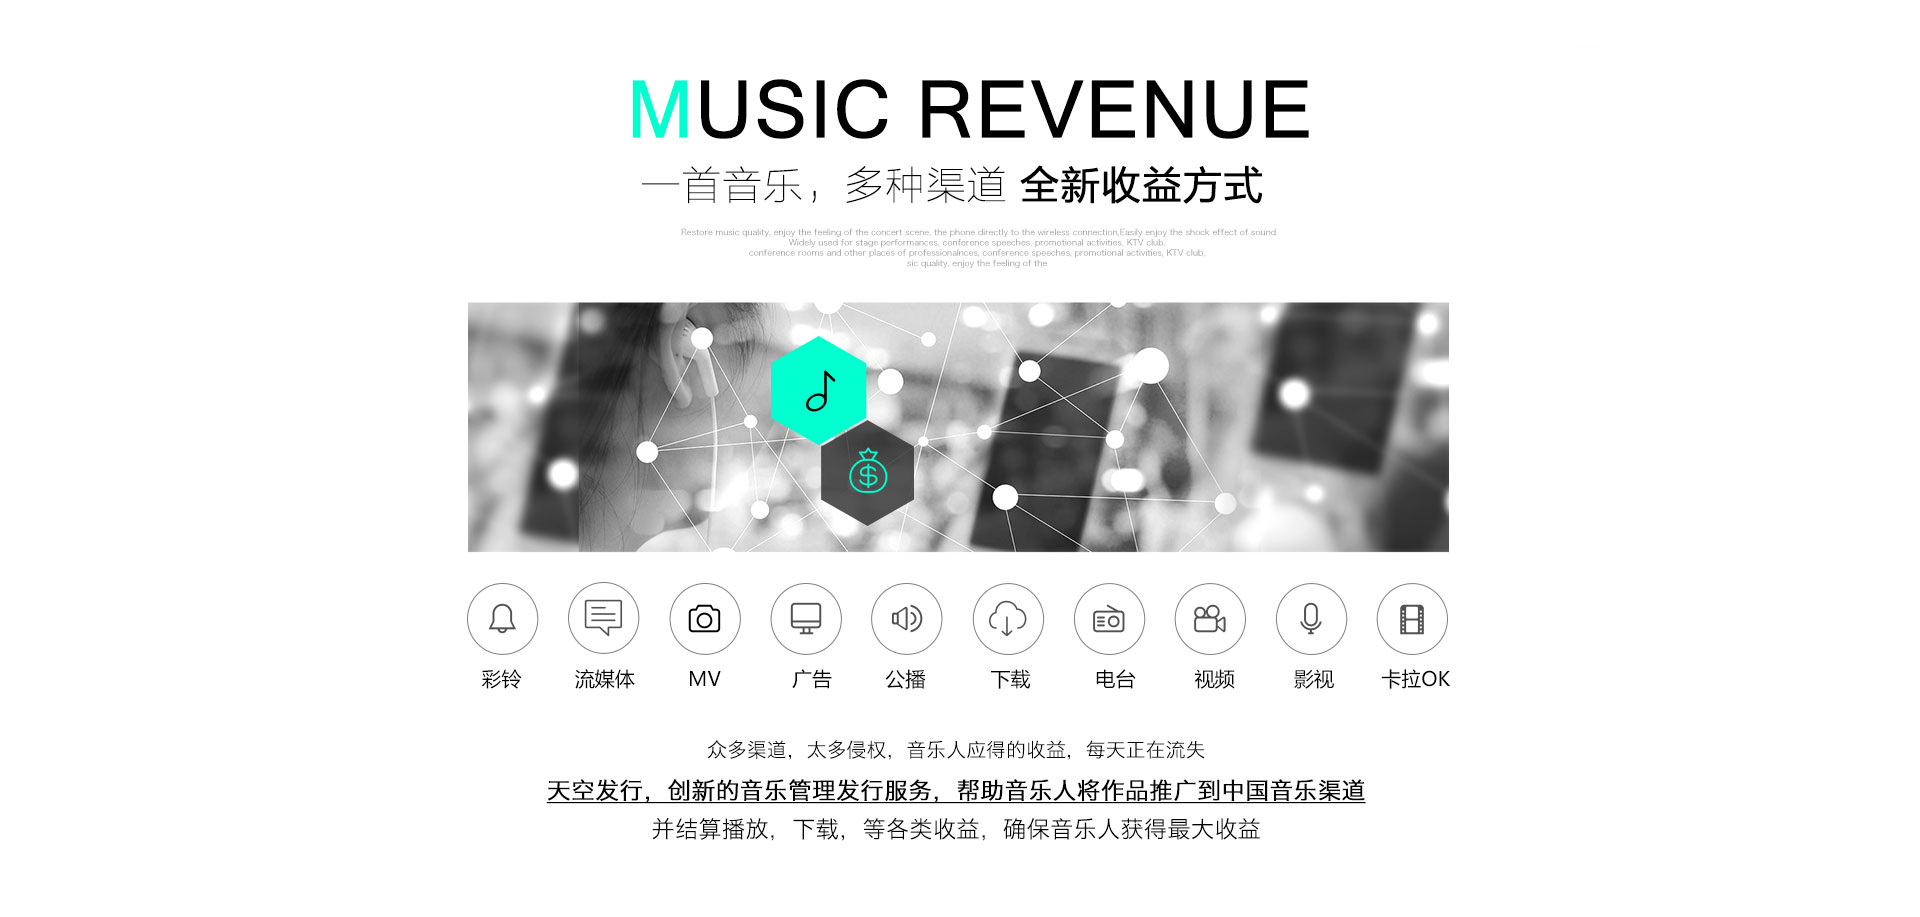 MUSIC REVENUE
一首音乐，多种渠道 全新收益方式
Restore music quality, enjoy the feeling of the concert scene, the phone directly to the wireless connection,Easily enjoy the shock effect of sound
Widely used for stage performances, conference speeches, promotional activities, KTV club,
conference rooms and other places of professionalnces, conference speeches, promotional activities, KTV club,
sic quality, enjoy the feeling of the
彩铃 流媒体 MV 广告 公播 下载 电台 视频 影视 卡拉OK
众多渠道，太多侵权，音乐人应得的收益，每天正在流失
天空发行，创新的音乐管理发行服务，帮助音乐人将作品推广到中国音乐渠道
并结算播放，下载，等各类收益，确保音乐人获得最大收益